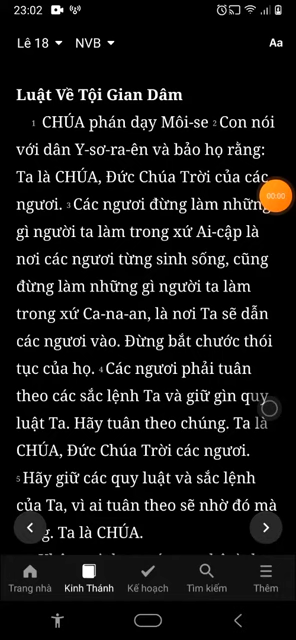 23:02
Lê 18 NVB Aa
Luật Về Tội Gian Dâm
1 CHÚA phán dạy Môi-se 2 Con nói
với dân Y-sơ-ra-ên và bảo họ rằng:
Ta là CHÚA, Đức Chúa Trời của các
ngươi. 3 Các ngươi đừng làm những
00:00
gì người ta làm trong xứ Ai-cập là
nơi các ngươi từng sinh sống, cũng
đừng làm những gì người ta làm
trong xứ Ca-na-an, là nơi Ta sẽ dẫn
các ngươi vào. Đừng bắt chước thói
tục của họ. 4 Các ngươi phải tuân
theo các sắc lệnh Ta và giữ gìn quy
luật Ta. Hãy tuân theo chúng. Ta là
CHÚA, Đức Chúa Trời các ngươi.
5 Hãy giữ các quy luật và sắc lệnh
của Ta, vì ai tuân theo sẽ nhờ đó mà
g. Ta là CHÚA.
Trang nhà Kinh Thánh Kế hoạch Tìm kiếm Thêm